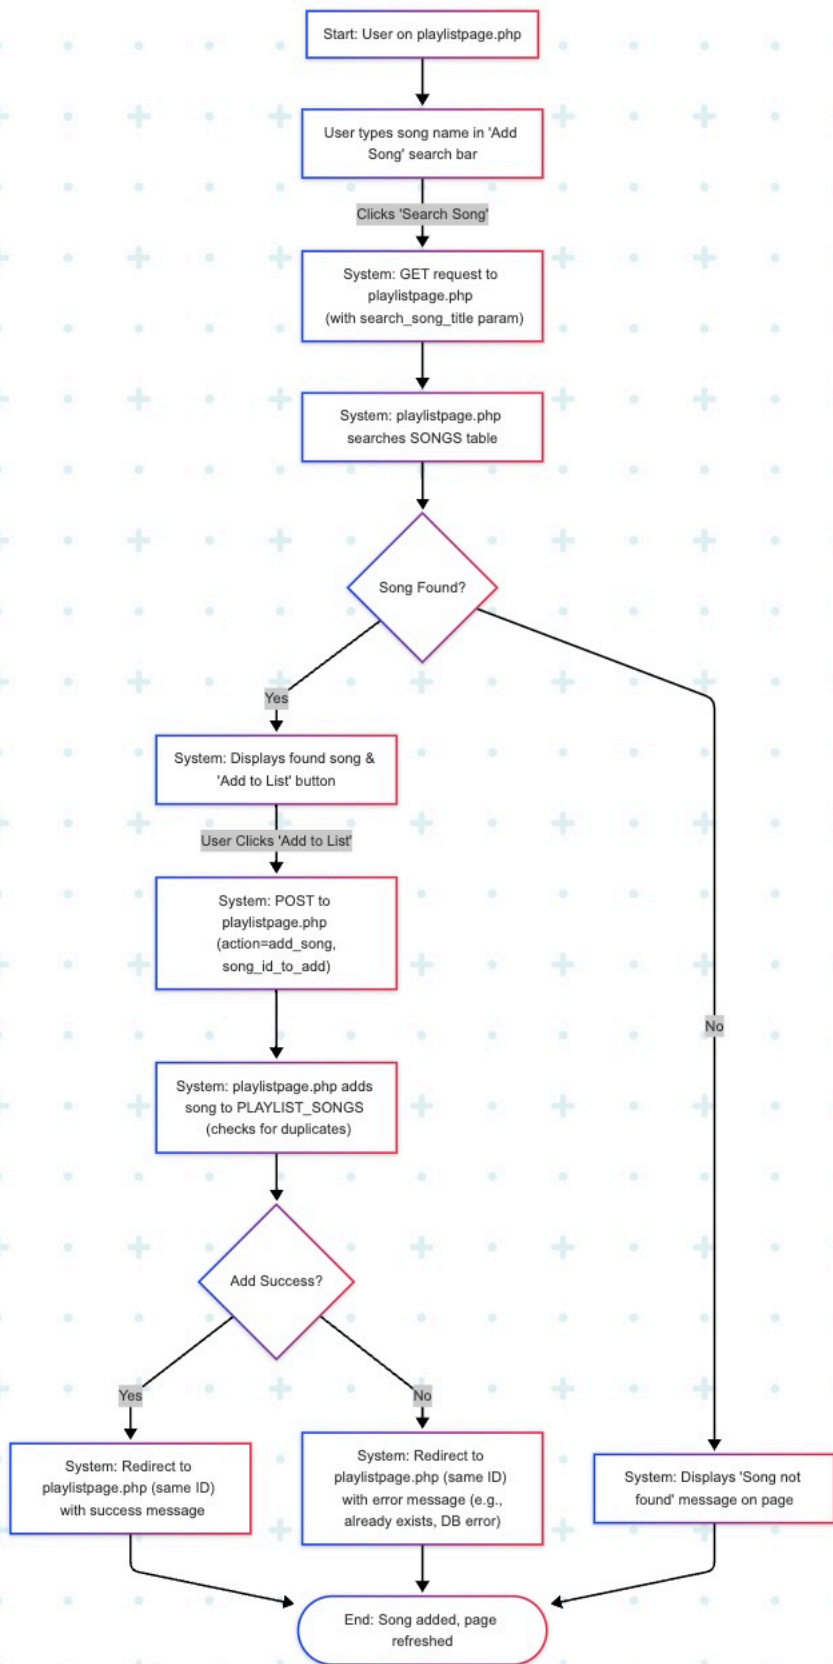 Start: User on playlistpage.php
User types song name in 'Add
Song' search bar
Clicks 'Search Song'
System: GET request to
playlistpage.php
(with search_song_title param)
System: playlistpage.php
searches SONGS table
Song Found?
Yes
System: Displays found song &
'Add to List' button
User Clicks 'Add to List'
System: POST to
playlistpage.php
(action=add_song,
song_id_to_add)
No
System: playlistpage.php adds
song to PLAYLIST_SONGS
(checks for duplicates)
Add Success?
Yes
No
System: Redirect to
playlistpage.php (same ID)
with success message
System: Redirect to
playlistpage.php (same ID)
with error message (e.g.,
already exists, DB error)
System: Displays 'Song not
found' message on page
End: Song added, page
refreshed